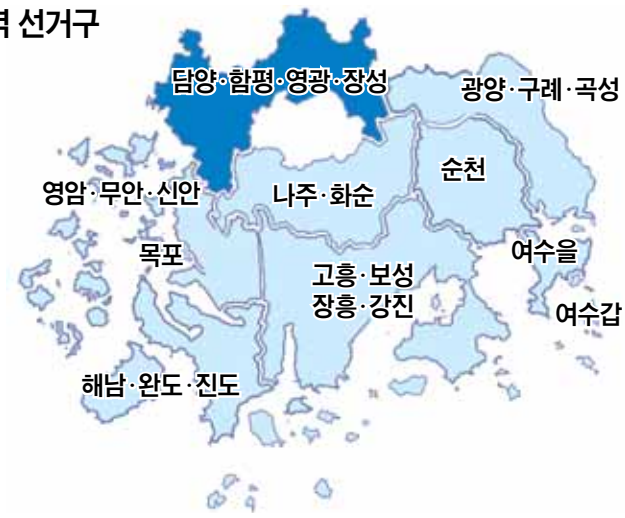 선거구
담양·함평·영광·장성
광양·구례·곡성
순천
영암·무안·신안
나주·화순
목포
여수을
고흥·보성
장흥·강진
여수갑
해남·완도·진도